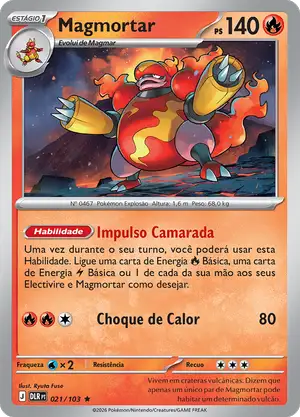 ESTÁGIO 1
Magmortar
PS 140
Evolui de Magmar
Nº 0467 Pokémon Explosão Altura: 1,6 m Peso: 68,0 kg
Habilidade Impulso Camarada
Uma vez durante o seu turno, você poderá usar esta
Habilidade. Ligue uma carta de Energia Básica, uma carta
de Energia Básica ou 1 de cada da sua mão aos seus
Electivire e Magmortar como desejar.
Choque de Calor 80
Fraqueza x2 Resistência Recuo
Ilust. Ryuta Fuse
J DLR PT 021/103 ★
Vivem em crateras vulcânicas. Dizem que
apenas um único Magmortar pode
habitar um determinado vulcão.
©2026 Pokémon/Nintendo/Creatures/GAME FREAK